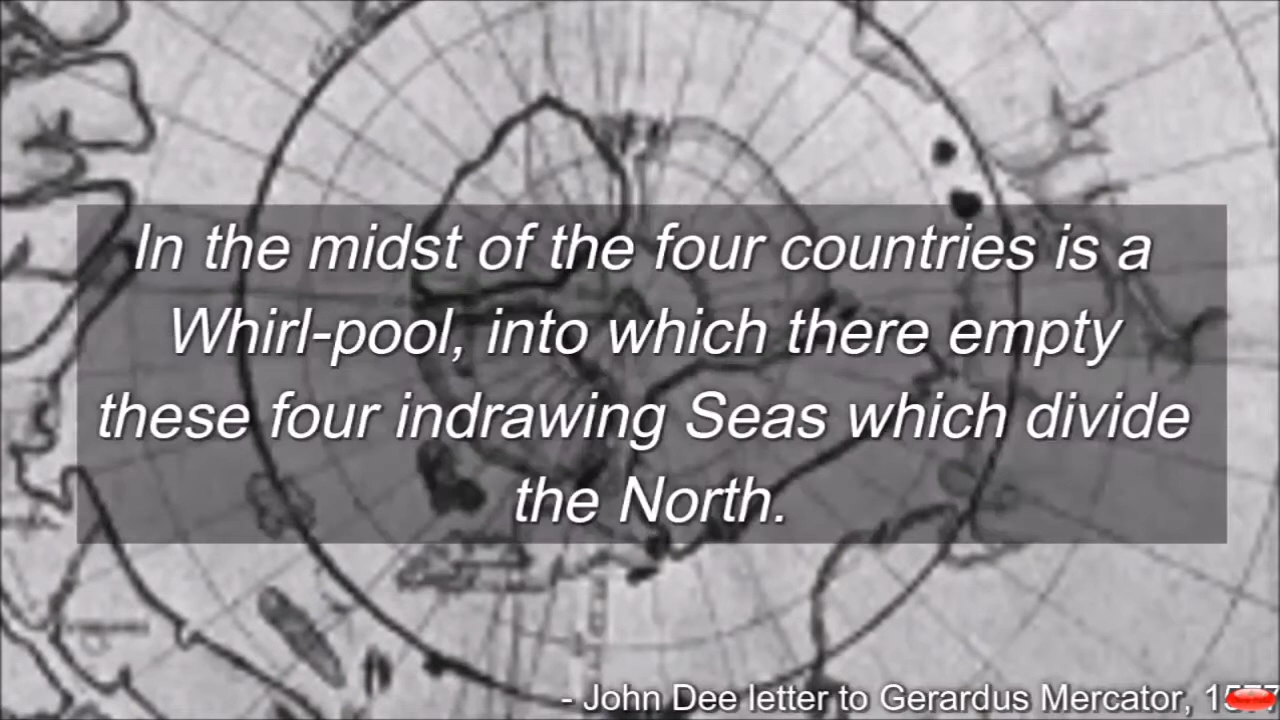 In the midst of the four countries is a
Whirl-pool, into which there empty
these four indrawing Seas which divide
the North.
- John Dee letter to Gerardus Mercator, 1577